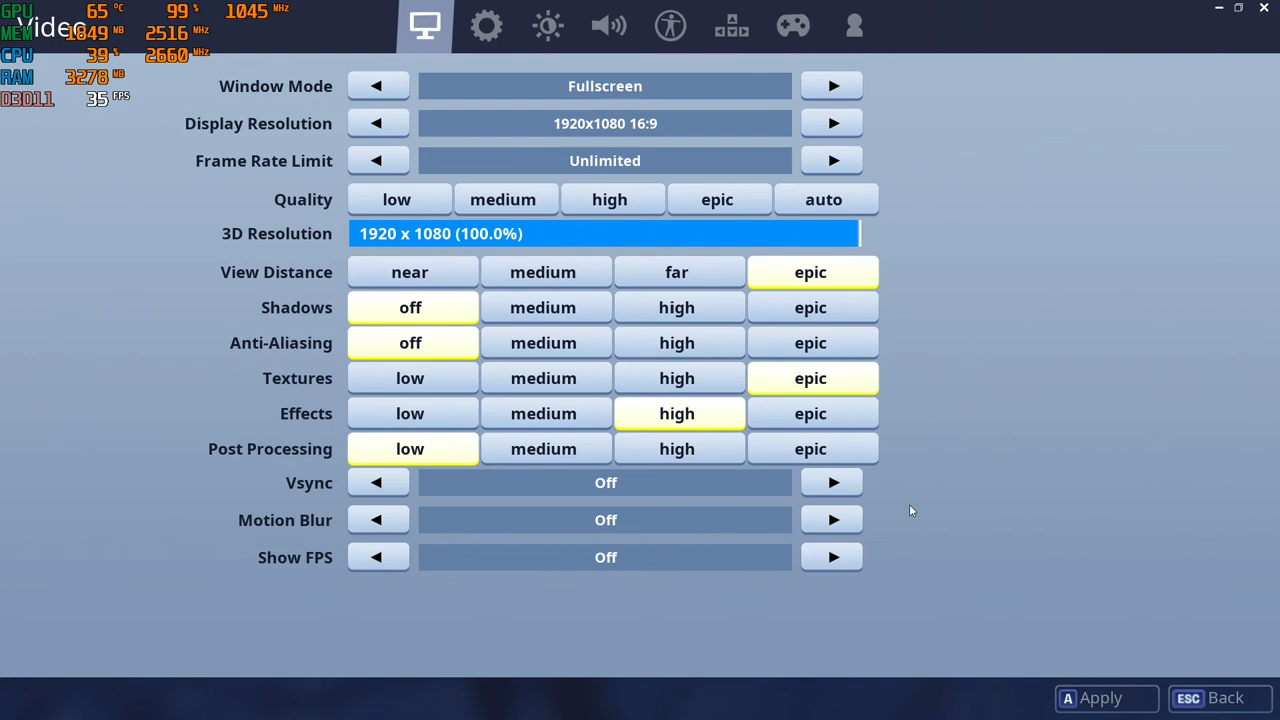 GPU 65 °C 99 % 1045 MHz
Video
MEM 1849 MB 2516 MHz
CPU 39 % 2660 MHz
RAM 3278 MB
D3D11 35 FPS
Window Mode Fullscreen
Display Resolution 1920x1080 16:9
Frame Rate Limit Unlimited
Quality low medium high epic auto
3D Resolution 1920 x 1080 (100.0%)
View Distance near medium far epic
Shadows off medium high epic
Anti-Aliasing off medium high epic
Textures low medium high epic
Effects low medium high epic
Post Processing low medium high epic
Vsync Off
Motion Blur Off
Show FPS Off
A Apply ESC Back